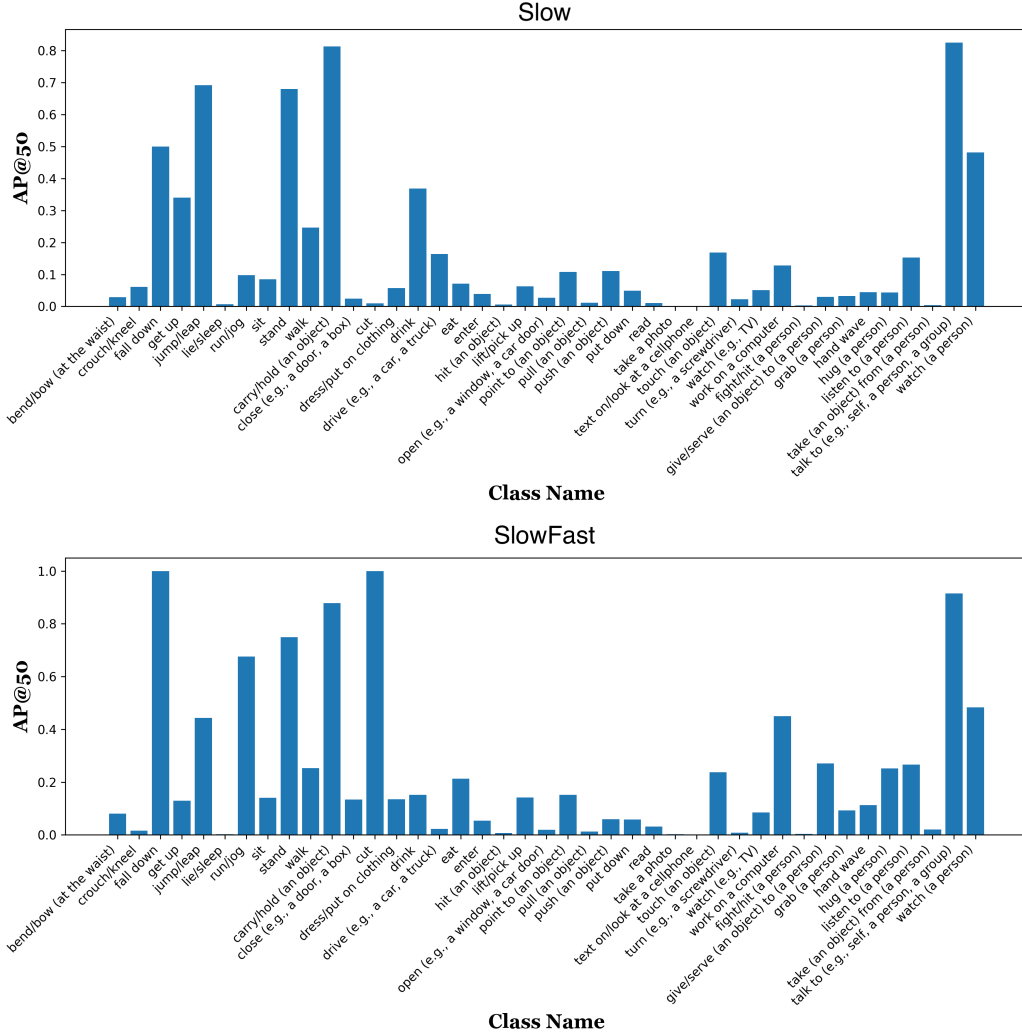 Slow
AP@50
0.8
0.7
0.6
0.5
0.4
0.3
0.2
0.1
0.0
bend/bow (at the waist)
crouch/kneel
fall down
get up
jump/leap
lie/sleep
run/jog
sit
stand
walk
carry/hold (an object)
close (e.g., a door, a box)
cut
dress/put on clothing
drink
drive (e.g., a car, a truck)
eat
enter
hit (an object)
lift/pick up
open (e.g., a window, a car door)
point to (an object)
pull (an object)
push (an object)
put down
read
take a photo
text on/look at a cellphone
touch (an object)
turn (e.g., a screwdriver)
watch (e.g., TV)
work on a computer
fight/hit (a person)
give/serve (an object) to (a person)
grab (a person)
hand wave
hug (a person)
listen to (a person)
take (an object) from (a person)
talk to (e.g., self, a person, a group)
watch (a person)
Class Name
SlowFast
AP@50
1.0
0.8
0.6
0.4
0.2
0.0
bend/bow (at the waist)
crouch/kneel
fall down
get up
jump/leap
lie/sleep
run/jog
sit
stand
walk
carry/hold (an object)
close (e.g., a door, a box)
cut
dress/put on clothing
drink
drive (e.g., a car, a truck)
eat
enter
hit (an object)
lift/pick up
open (e.g., a window, a car door)
point to (an object)
pull (an object)
push (an object)
put down
read
take a photo
text on/look at a cellphone
touch (an object)
turn (e.g., a screwdriver)
watch (e.g., TV)
work on a computer
fight/hit (a person)
give/serve (an object) to (a person)
grab (a person)
hand wave
hug (a person)
listen to (a person)
take (an object) from (a person)
talk to (e.g., self, a person, a group)
watch (a person)
Class Name